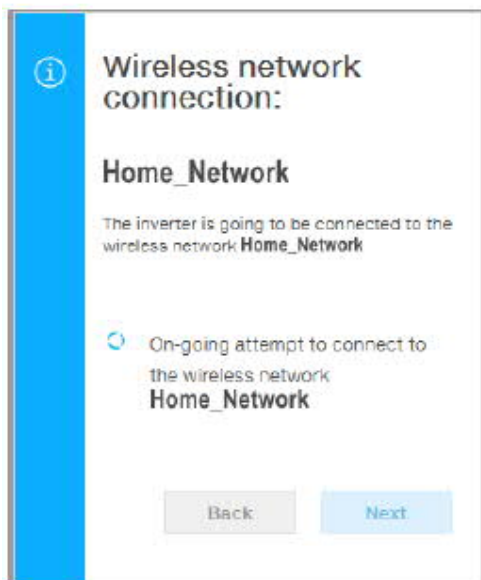 Wireless network
connection:
Home_Network
The inverter is going to be connected to the
wireless network Home_Network
On-going attempt to connect to
the wireless network
Home_Network
Back
Next